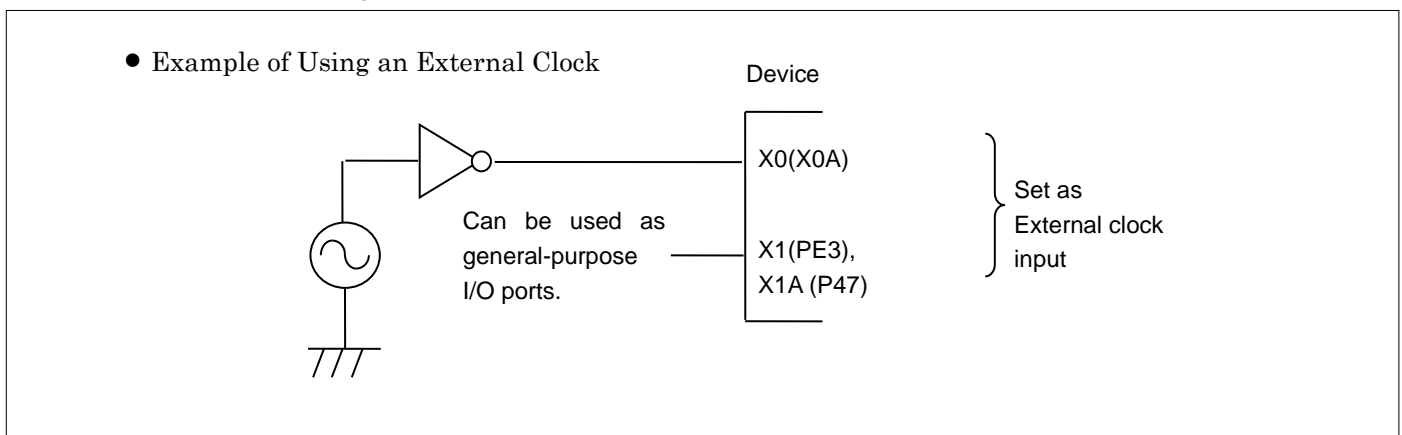 ● Example of Using an External Clock
Device
X0(X0A)
Can be used as
general-purpose
I/O ports.
X1(PE3),
X1A (P47)
Set as
External clock
input